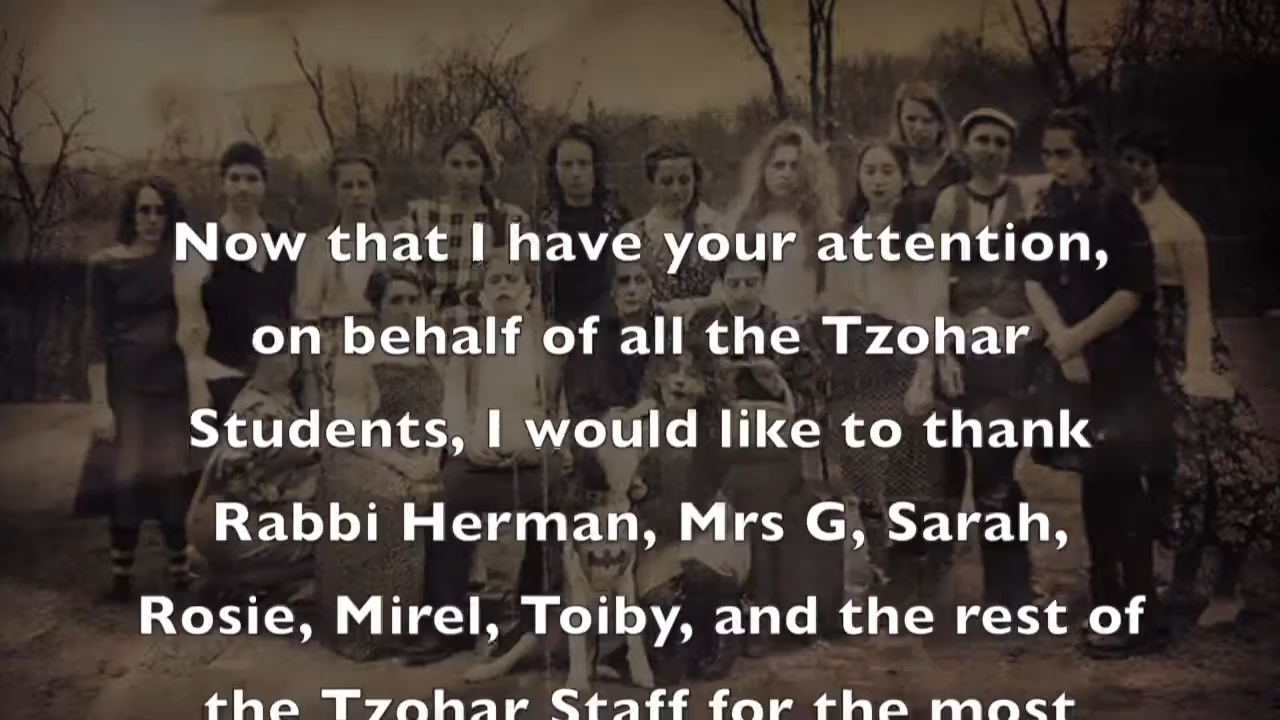 Now that I have your attention,
on behalf of all the Tzohar
Students, I would like to thank
Rabbi Herman, Mrs G, Sarah,
Rosie, Mirel, Toiby, and the rest of
the Tzohar Staff for the most